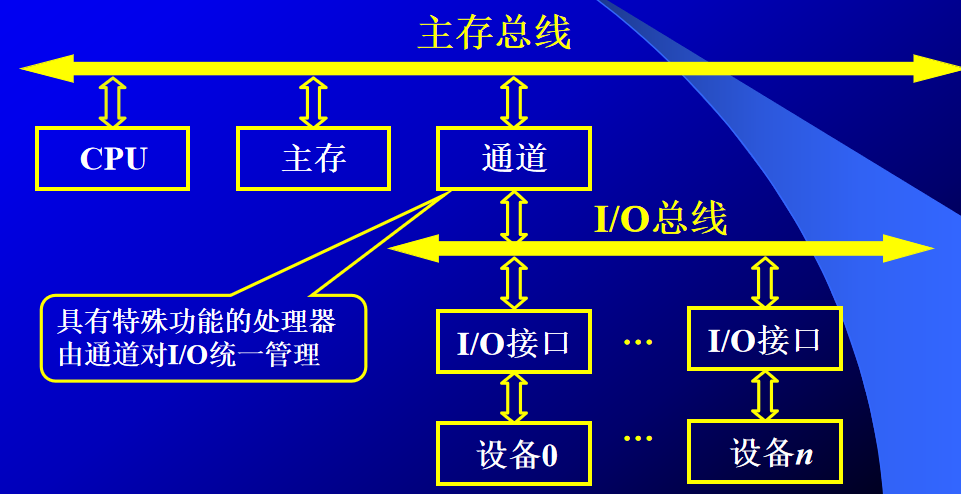 主存总线
CPU
主存
通道
I/O总线
具有特殊功能的处理器
由通道对I/O统一管理
I/O接口
…
I/O接口
设备0
…
设备n